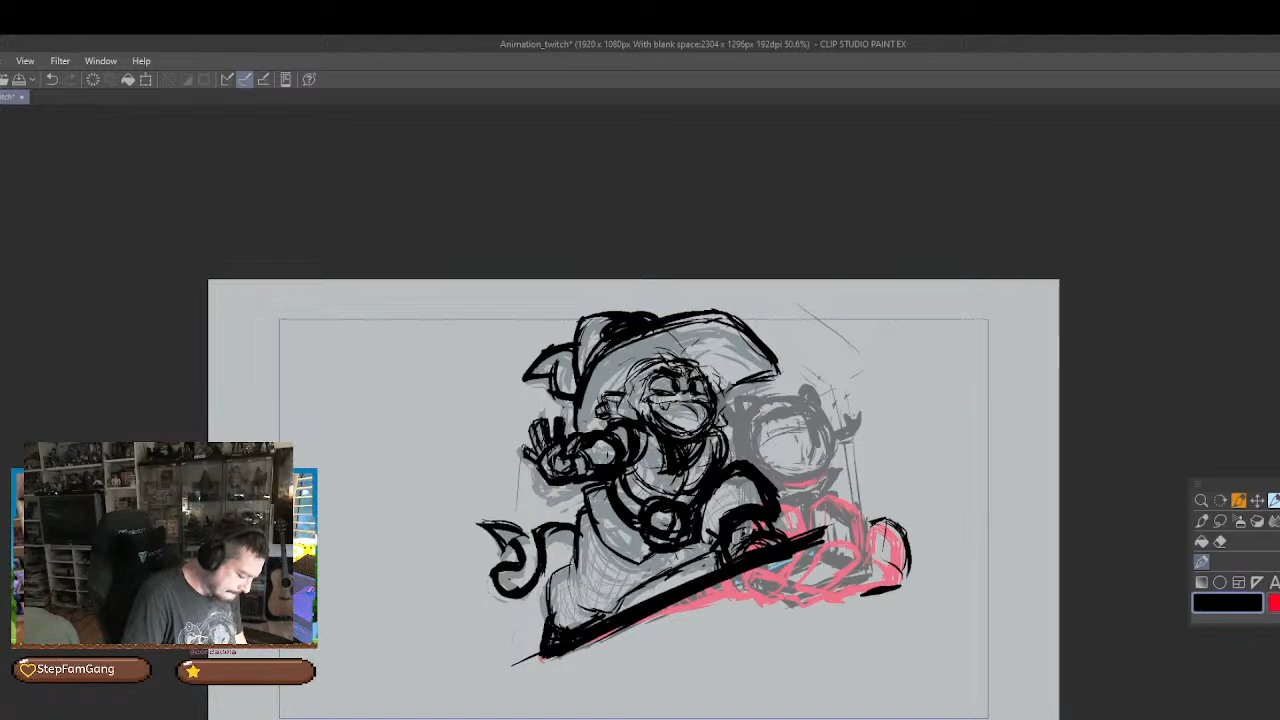 Animation_twitch* (1920 x 1080px With blank space:2304 x 1296px 192dpi 50.6%) - CLIP STUDIO PAINT EX
View Filter Window Help
itch*
StepFamGang